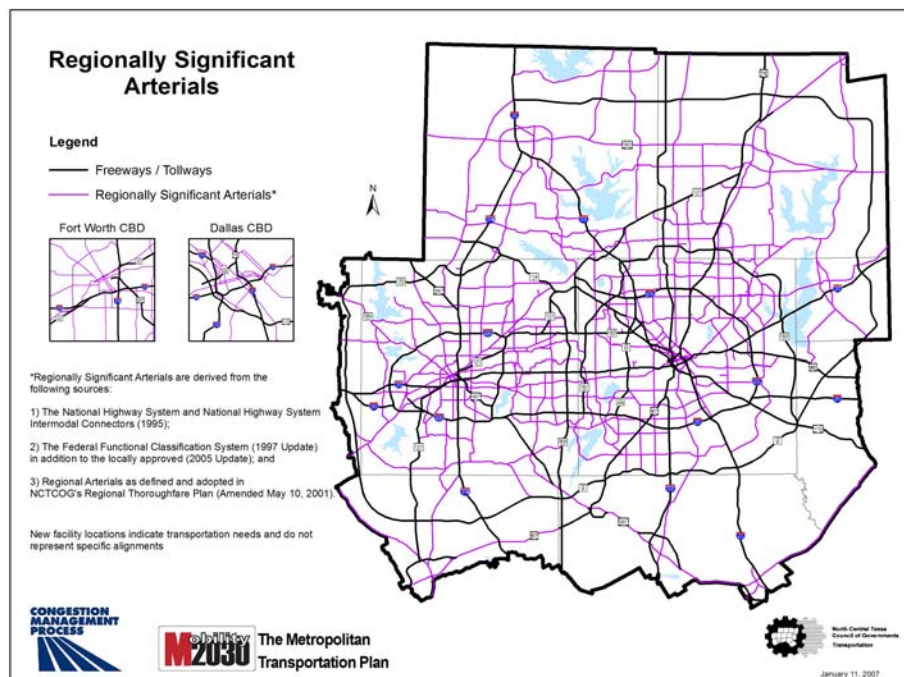 Regionally Significant
Arterials
Legend
Freeways / Tollways
Regionally Significant Arterials*
N
Fort Worth CBD
Dallas CBD
*Regionally Significant Arterials are derived from the
following sources:
1) The National Highway System and National Highway System
Intermodal Connectors (1995);
2) The Federal Functional Classification System (1997 Update)
in addition to the locally approved (2005 Update); and
3) Regional Arterials as defined and adopted in
NCTCOG's Regional Thoroughfare Plan (Amended May 10, 2001).
New facility locations indicate transportation needs and do not
represent specific alignments
CONGESTION
MANAGEMENT
PROCESS
Mobility
2030
The Metropolitan
Transportation Plan
North Central Texas
Council of Governments
Transportation
January 11, 2007